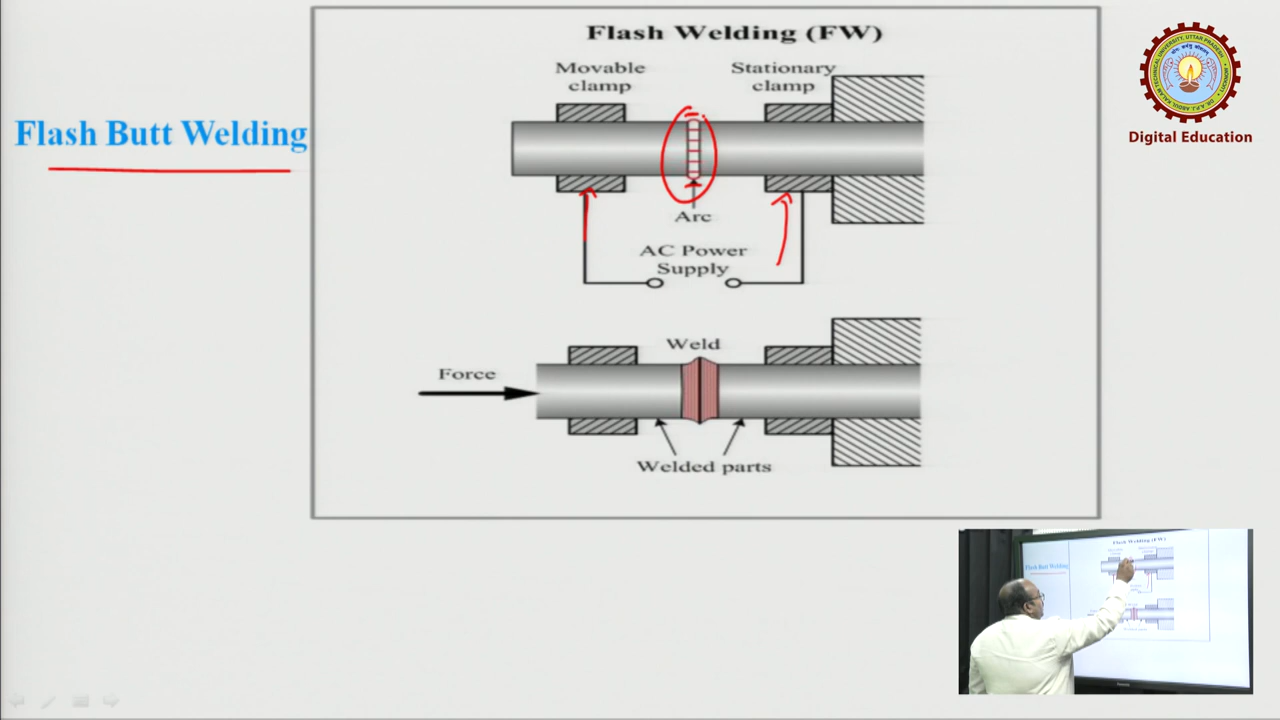 Flash Butt Welding
Flash Welding (FW)
Movable
clamp
Stationary
clamp
Arc
AC Power
Supply
Weld
Force
Welded parts
Digital Education